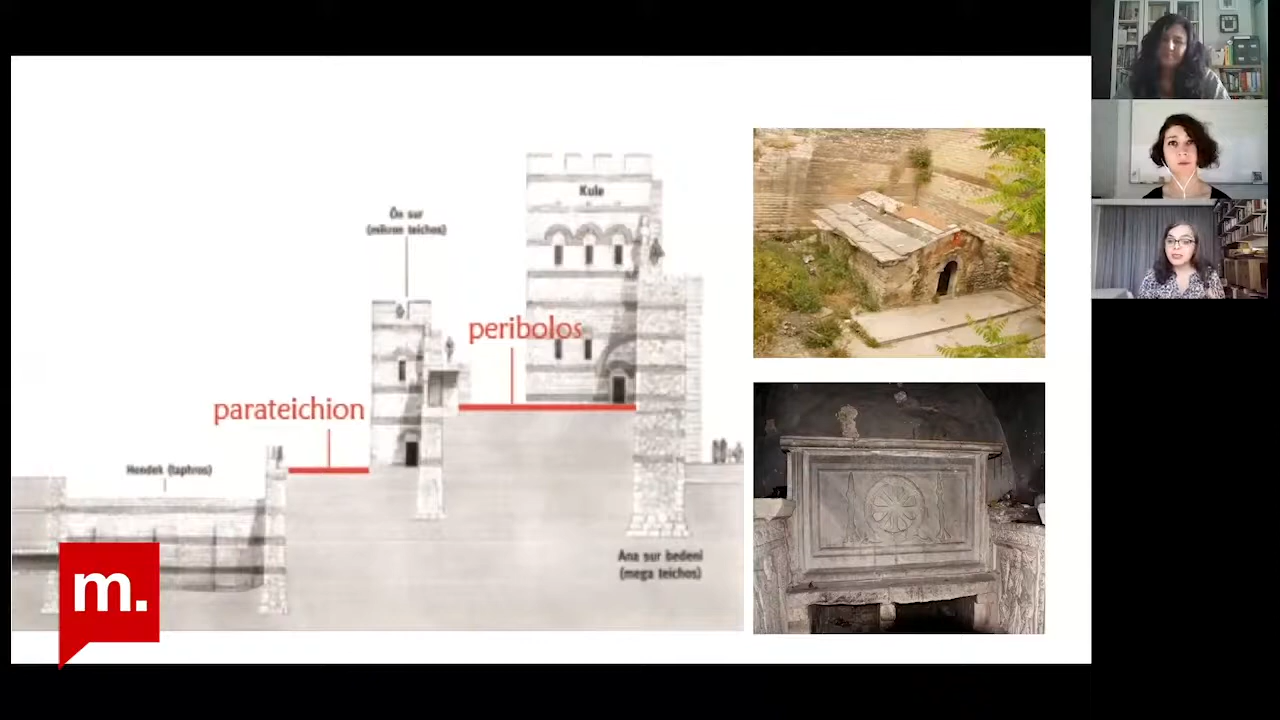 Kule
Ön sur
(mikron teichos)
peribolos
parateichion
Hendek (taphros)
Ana sur bedeni
(mega teichos)
m.